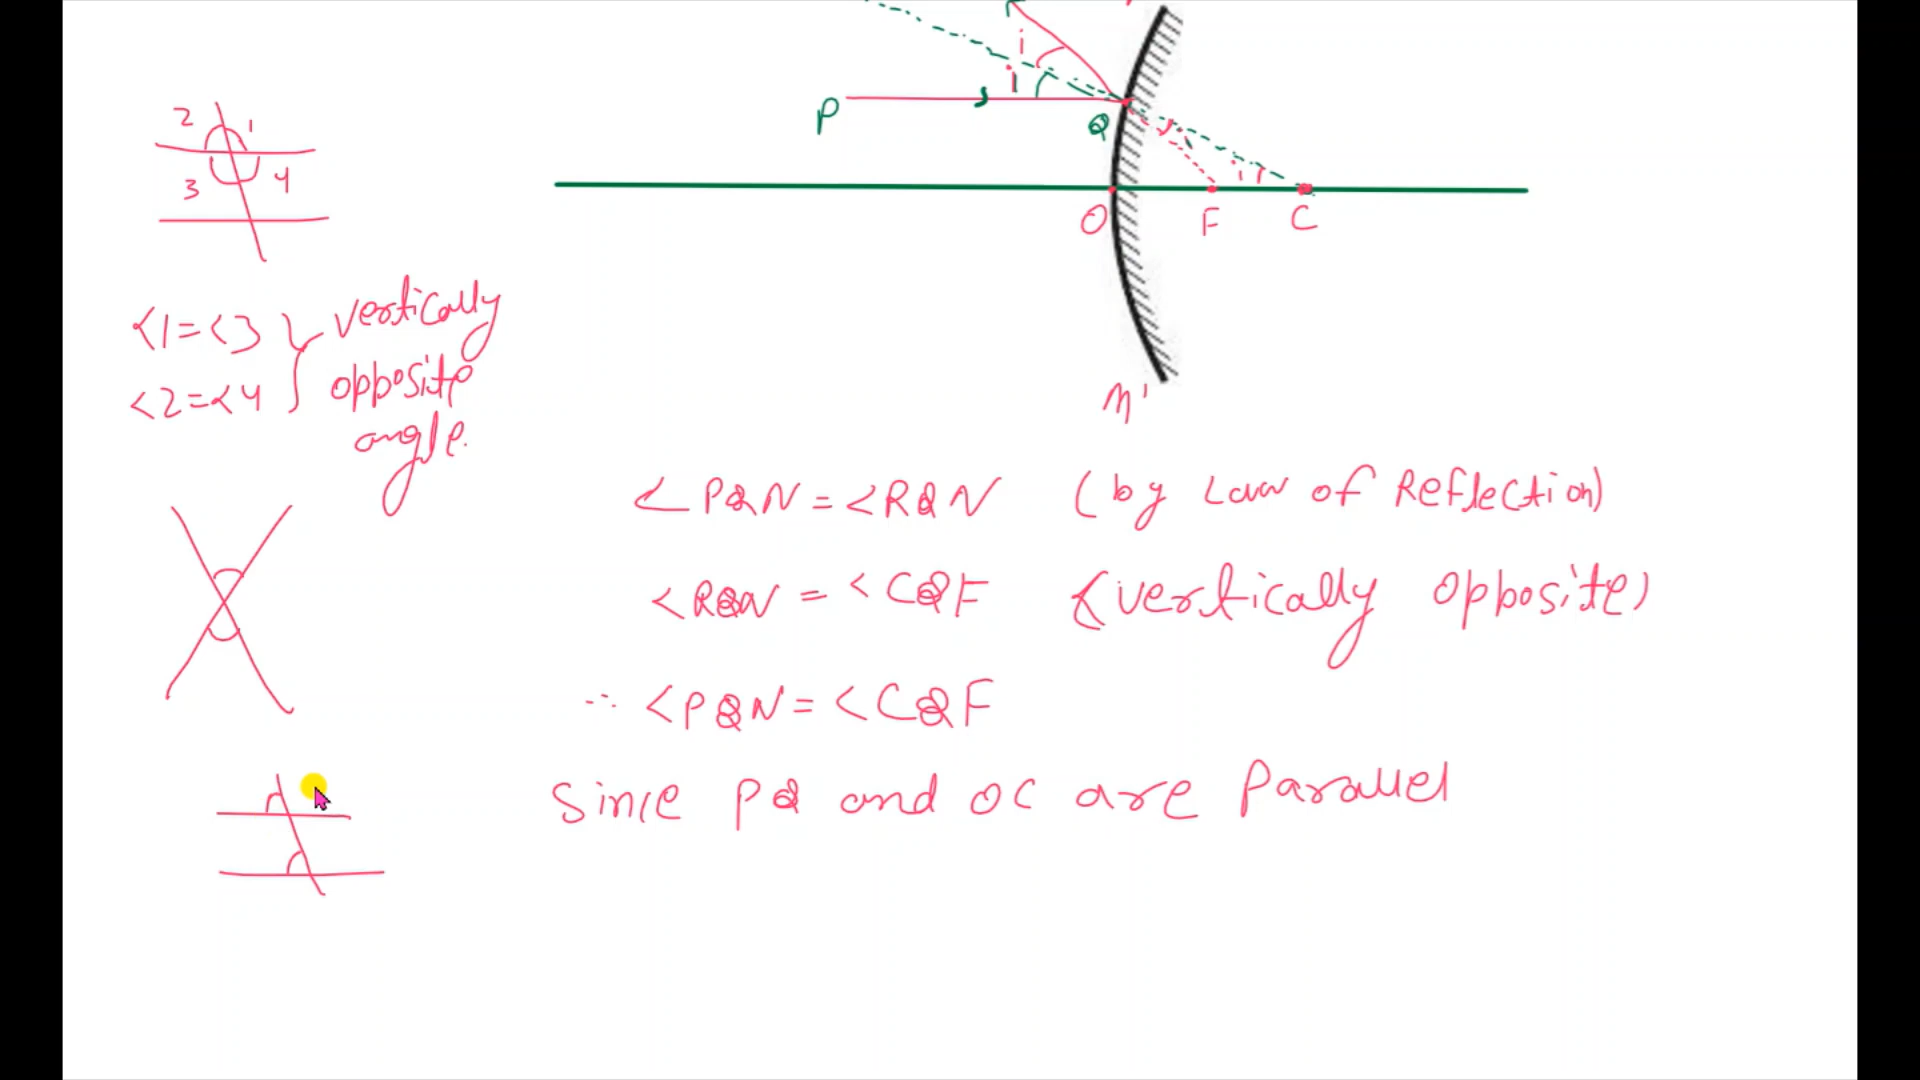 i
i
P
Q
r
i
O
F
C
M'
2
1
3
4
<1=<3
<2=<4
vertically
opposite
angle.
<PQN=<RQN (by Law of Reflection)
<RQN = <CQF (vertically opposite)
∴ <PQN=<CQF
Since PQ and OC are Parallel